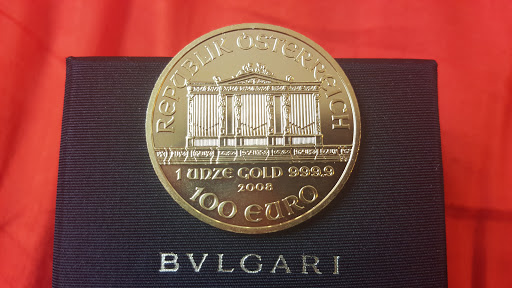 REPUBLIK ÖSTERREICH
1 UNZE GOLD 999.9
2008
100 EURO
BVLGARI